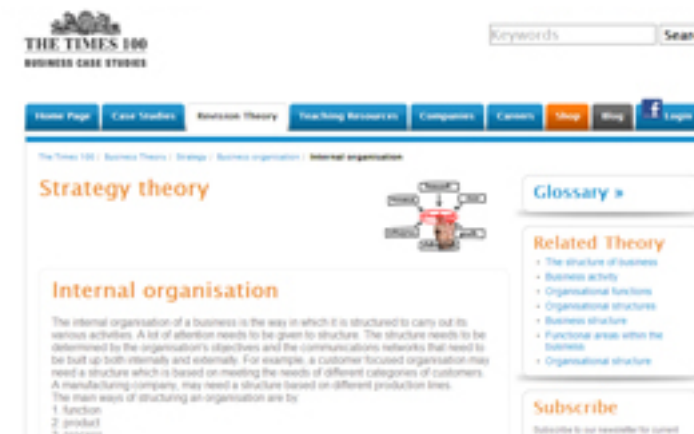 THE TIMES 100
BUSINESS CASE STUDIES
Keywords
Sear
Home Page
Case Studies
Revision Theory
Teaching Resources
Companies
Careers
Shop
Blog
Login
The Times 100 / Business Theory / Strategy / Business organisation / Internal organisation
Strategy theory
Internal organisation
The internal organisation of a business is the way in which it is structured to carry out its
various activities. A lot of attention needs to be given to structure. The structure needs to be
determined by the organisation's objectives and the communications networks that need to
be built up both internally and externally. For example, a customer focused organisation may
need a structure which is based on meeting the needs of different categories of customers.
A manufacturing company, may need a structure based on different production lines.
The main ways of structuring an organisation are by:
1. function
2. product
Glossary »
Related Theory
The structure of business
Business activity
Organisational functions
Organisational structures
Business structure
Functional areas within the
business
Organisational structure
Subscribe
Subscribe to our newsletter for current